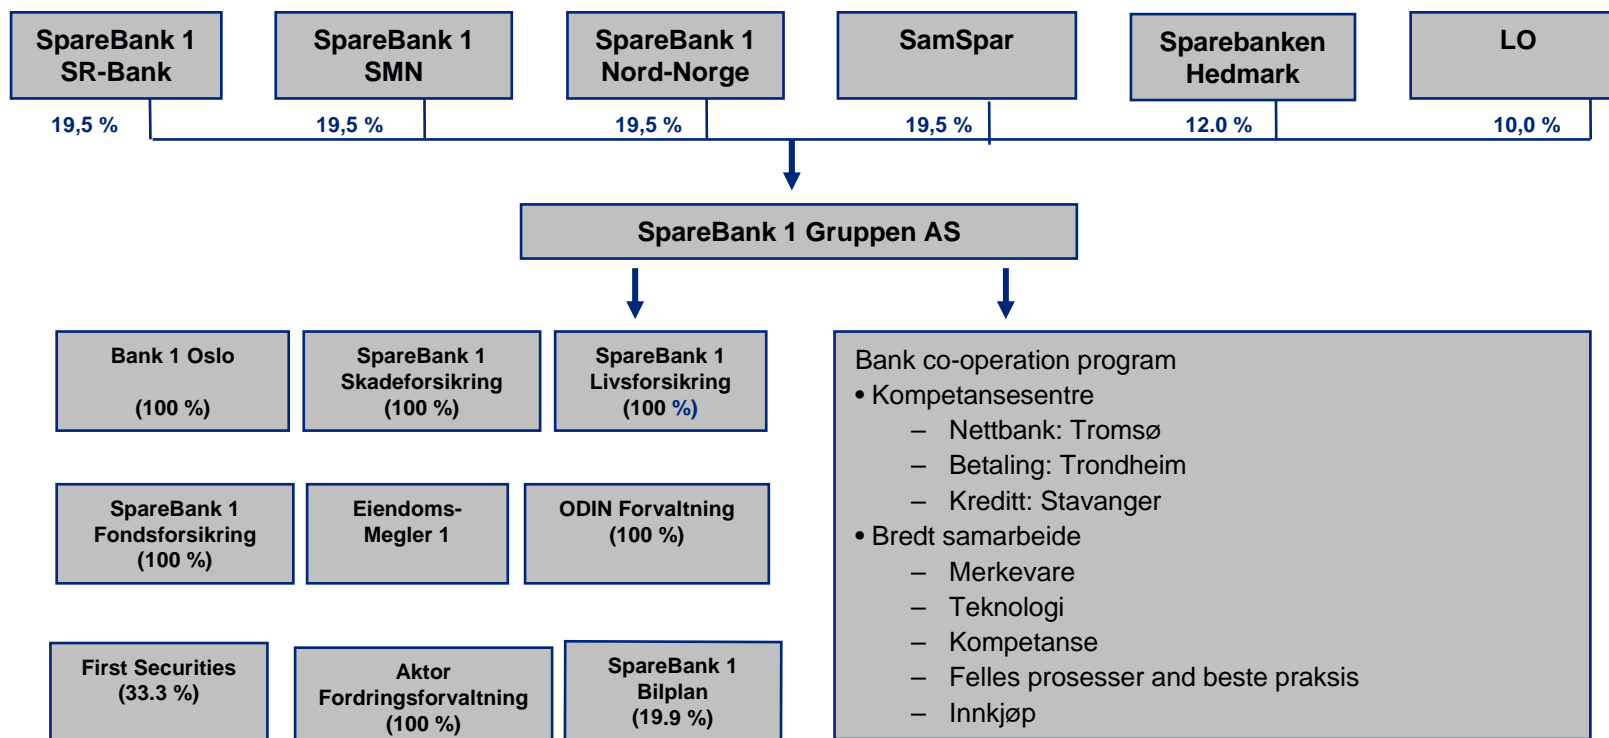 SpareBank 1
SR-Bank
SpareBank 1
SMN
SpareBank 1
Nord-Norge
SamSpar
Sparebanken
Hedmark
LO
19,5 %
19,5 %
19,5 %
19,5 %
12.0 %
10,0 %
SpareBank 1 Gruppen AS
Bank 1 Oslo
(100 %)
SpareBank 1
Skadeforsikring
(100 %)
SpareBank 1
Livsforsikring
(100 %)
SpareBank 1
Fondsforsikring
(100 %)
Eiendoms-
Megler 1
ODIN Forvaltning
(100 %)
First Securities
(33.3 %)
Aktor
Fordringsforvaltning
(100 %)
SpareBank 1
Bilplan
(19.9 %)
Bank co-operation program
• Kompetansesentre
– Nettbank: Tromsø
– Betaling: Trondheim
– Kreditt: Stavanger
• Bredt samarbeide
– Merkevare
– Teknologi
– Kompetanse
– Felles prosesser and beste praksis
– Innkjøp